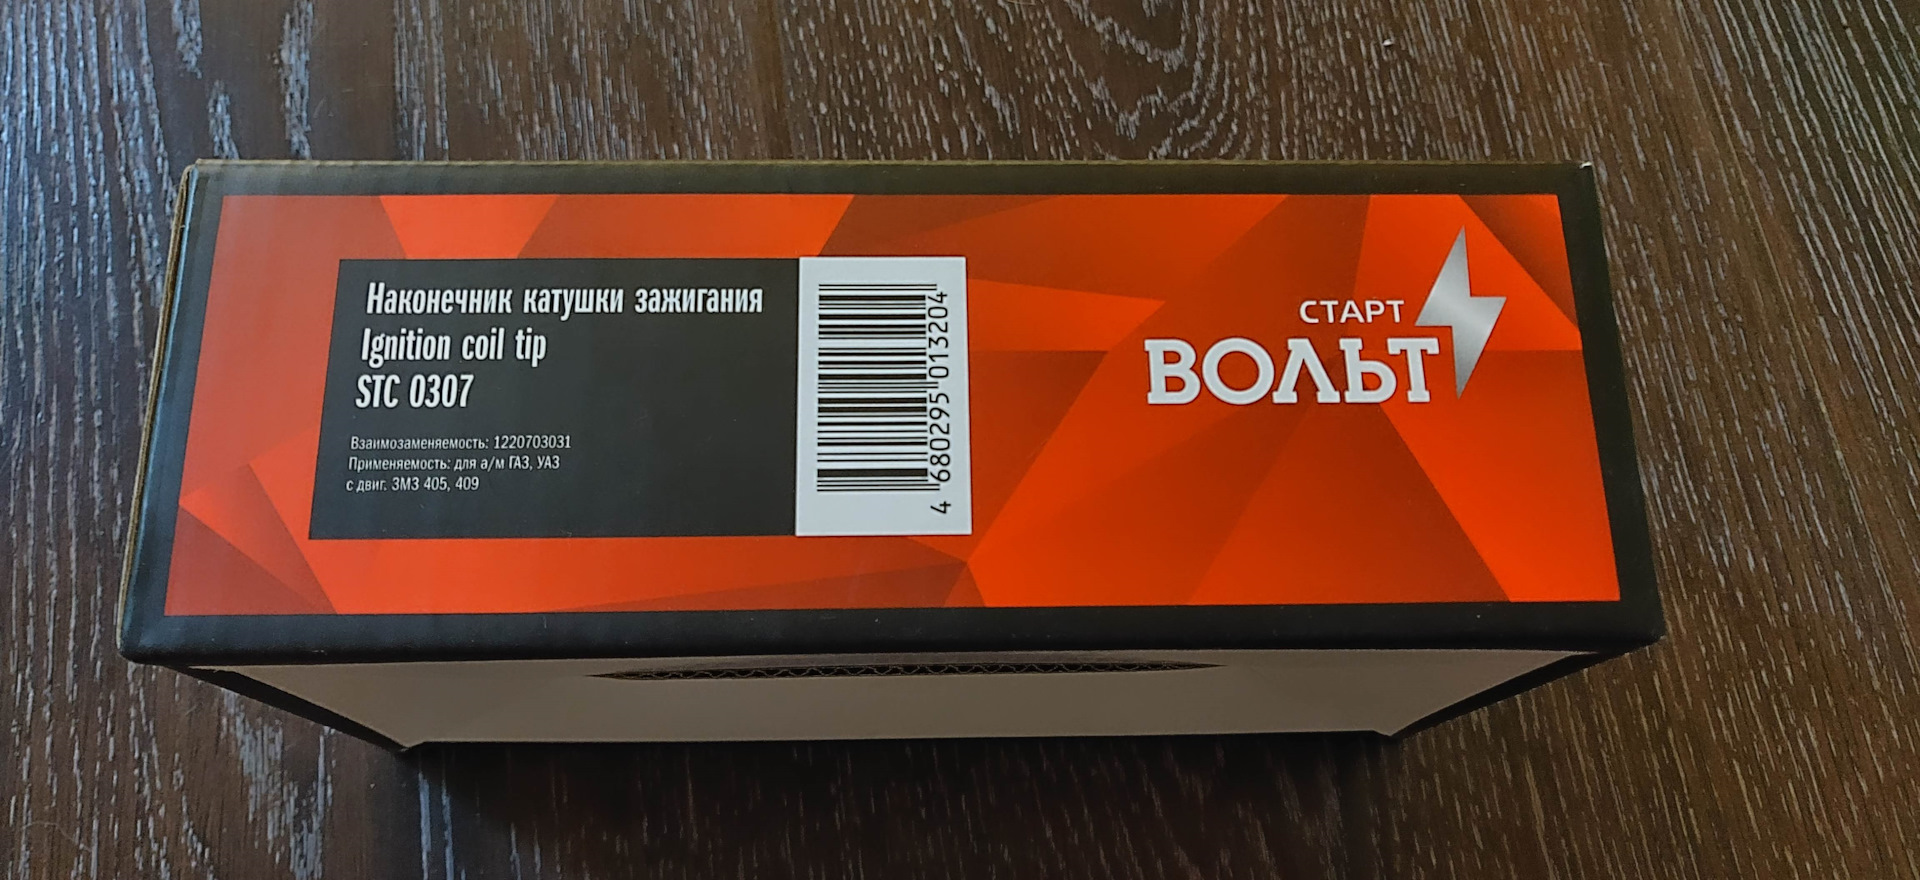 Наконечник катушки зажигания
Ignition coil tip
STC 0307
Взаимозаменяемость: 1220703031
Применяемость: для а/м ГАЗ, УАЗ
с двиг. ЗМЗ 405, 409
4 680295 013204
СТАРТ
ВОЛЬТ